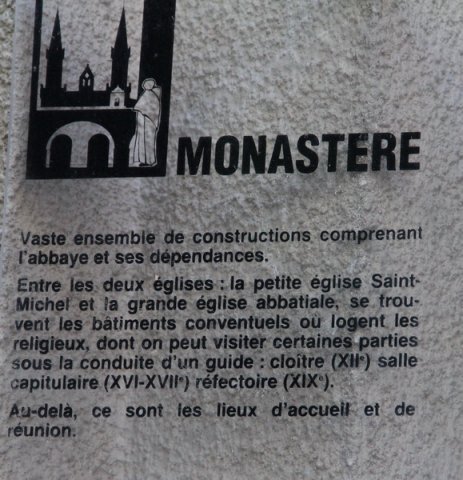 MONASTERE
Vaste ensemble de constructions comprenant
l'abbaye et ses dépendances.
Entre les deux églises : la petite église Saint-
Michel et la grande église abbatiale, se trou-
vent les bâtiments conventuels où logent les
religieux, dont on peut visiter certaines parties
sous la conduite d'un guide : cloître (XIIᵉ) salle
capitulaire (XVI-XVIIᵉ) réfectoire (XIXᵉ).
Au-delà, ce sont les lieux d'accueil et de
réunion.